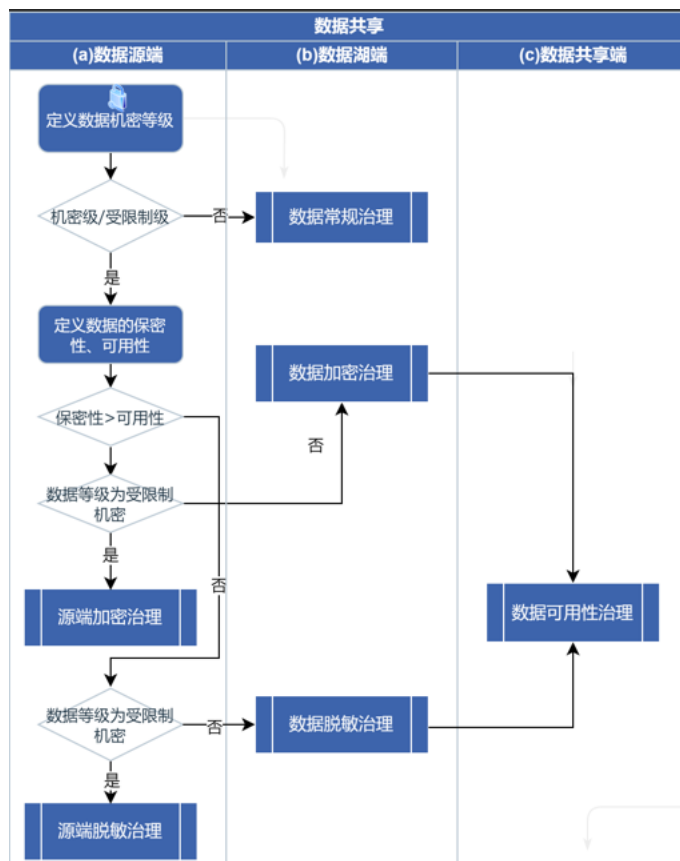 数据共享
(a)数据源端
(b)数据湖端
(c)数据共享端
定义数据机密等级
机密级/受限制级
否
数据常规治理
是
定义数据的保密
性、可用性
数据加密治理
保密性>可用性
否
数据等级为受限制
机密
是
否
源端加密治理
数据可用性治理
数据等级为受限制
机密
否
数据脱敏治理
是
源端脱敏治理